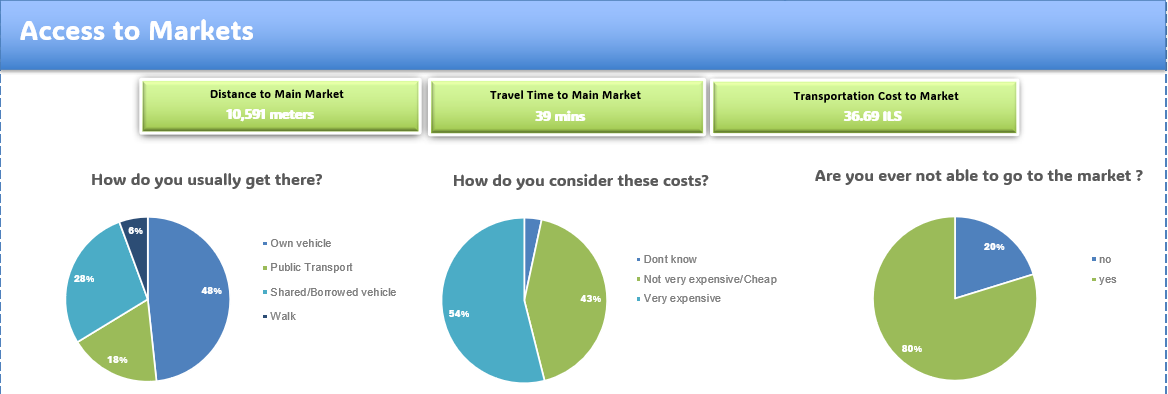 Access to Markets
Distance to Main Market
10,591 meters
Travel Time to Main Market
39 mins
Transportation Cost to Market
36.69 ILS
How do you usually get there?
48%
18%
28%
6%
Own vehicle
Public Transport
Shared/Borrowed vehicle
Walk
How do you consider these costs?
43%
54%
Dont know
Not very expensive/Cheap
Very expensive
Are you ever not able to go to the market ?
20%
80%
no
yes